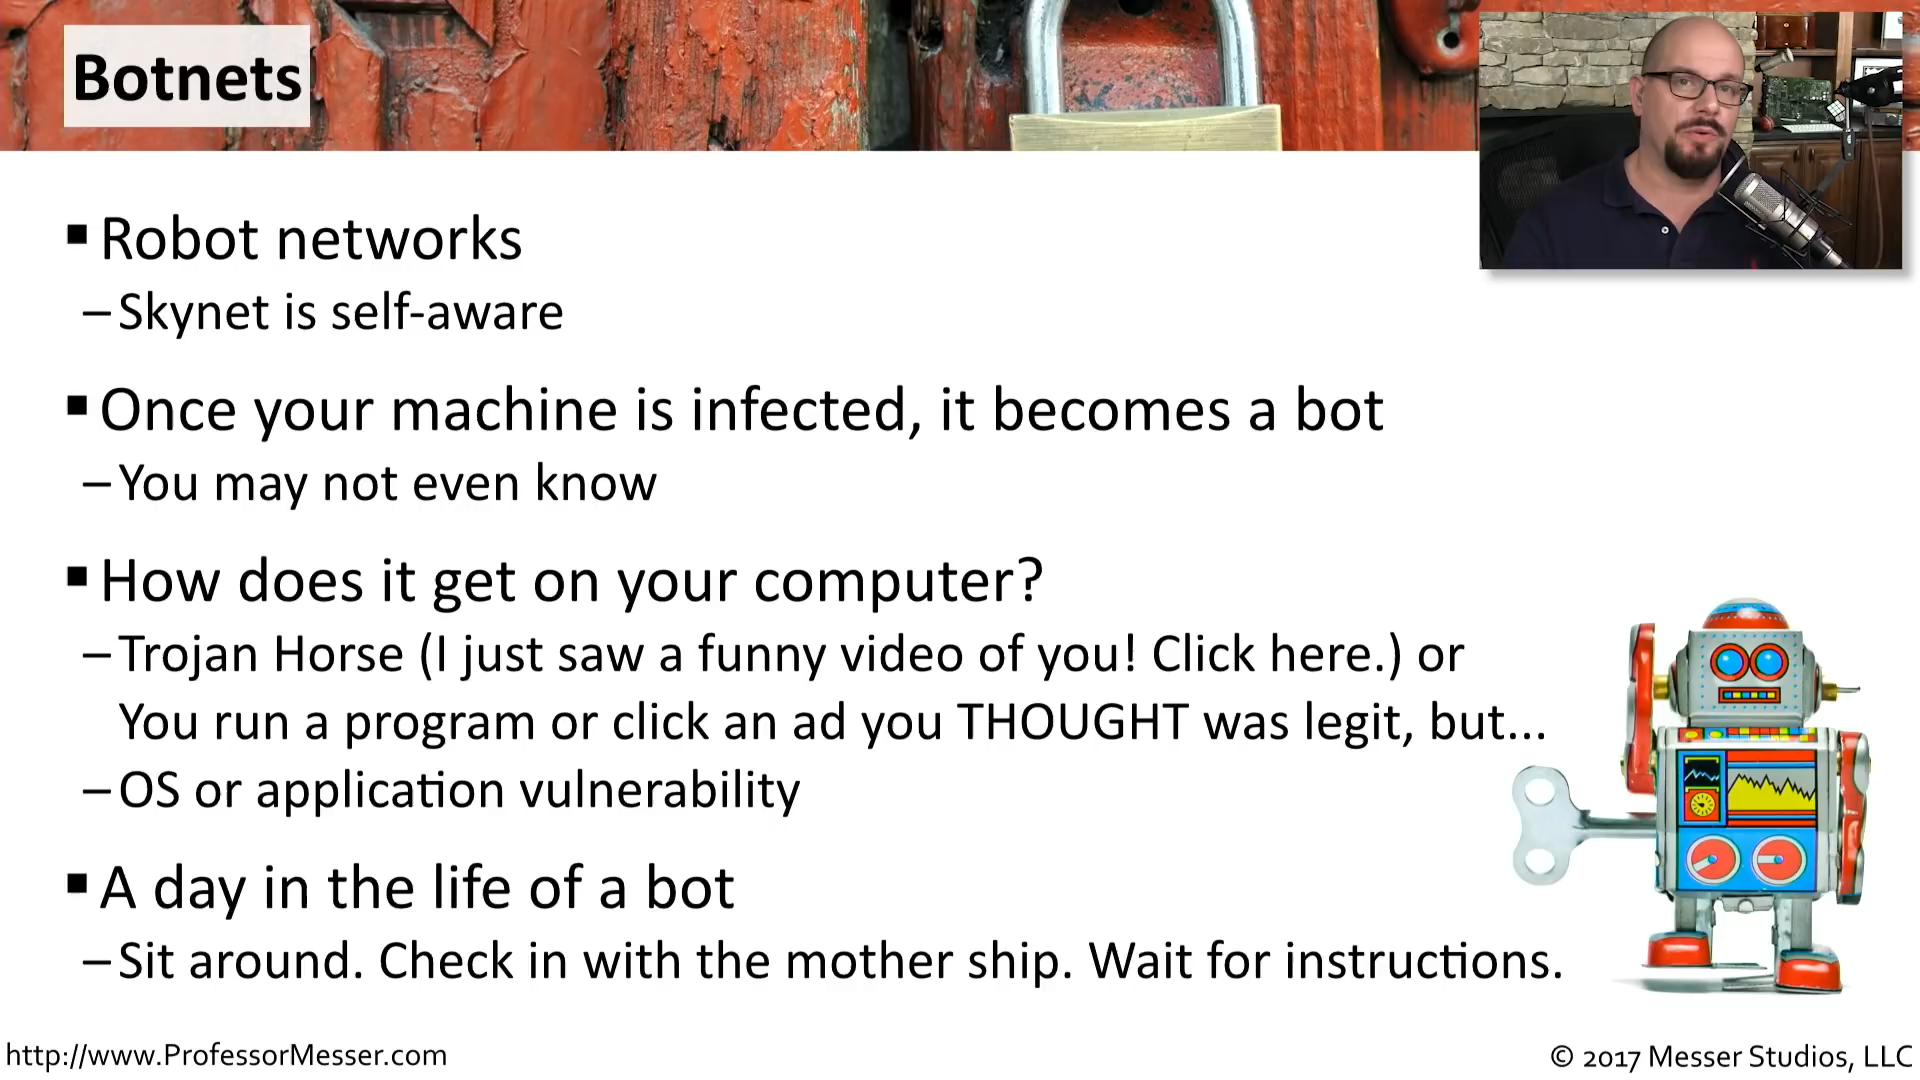 Botnets
▪ Robot networks
– Skynet is self-aware
▪ Once your machine is infected, it becomes a bot
– You may not even know
▪ How does it get on your computer?
– Trojan Horse (I just saw a funny video of you! Click here.) or
You run a program or click an ad you THOUGHT was legit, but...
– OS or application vulnerability
▪ A day in the life of a bot
– Sit around. Check in with the mother ship. Wait for instructions.
http://www.ProfessorMesser.com
© 2017 Messer Studios, LLC